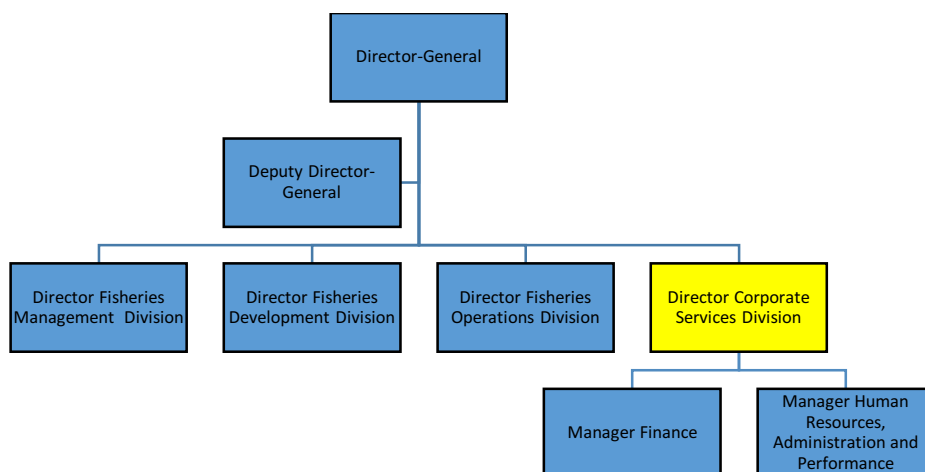 Director-General
Deputy Director-
General
Director Fisheries
Management Division
Director Fisheries
Development Division
Director Fisheries
Operations Division
Director Corporate
Services Division
Manager Finance
Manager Human
Resources,
Administration and
Performance